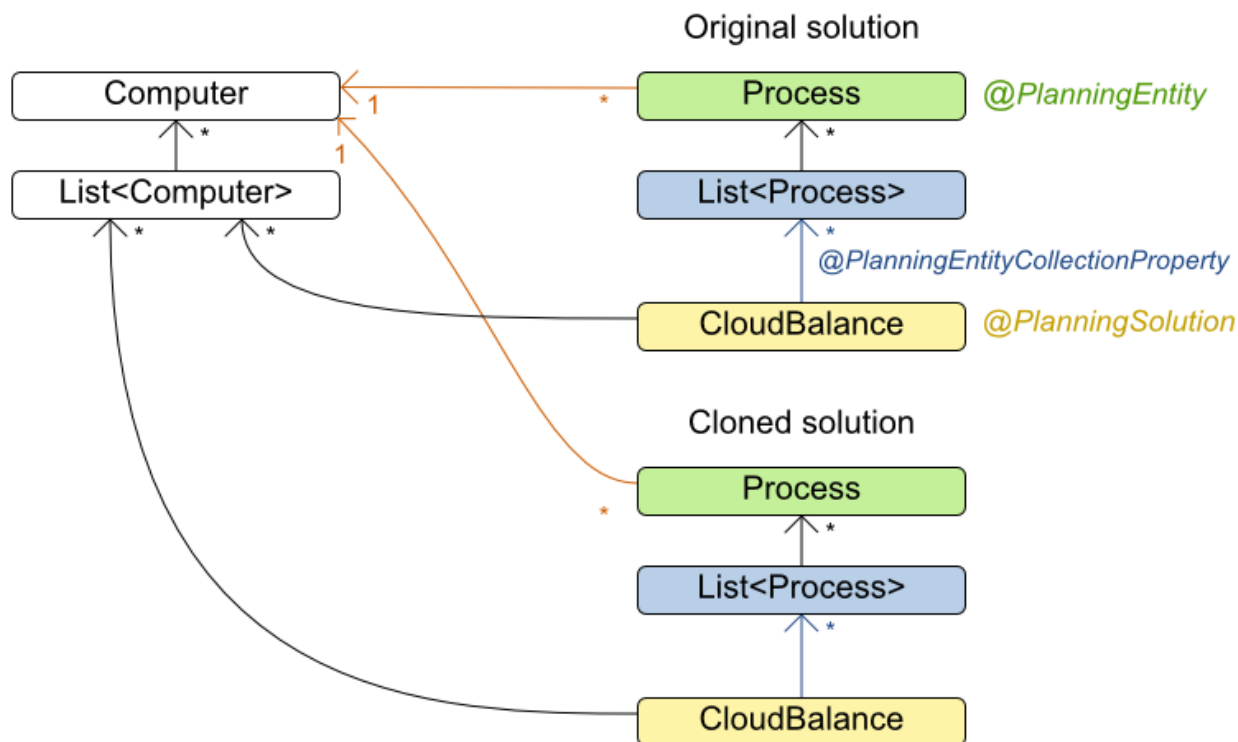 Original solution
Computer
1
*
Process
@PlanningEntity
*
1
*
List<Computer>
List<Process>
*
*
*
@PlanningEntityCollectionProperty
CloudBalance
@PlanningSolution
Cloned solution
Process
*
*
List<Process>
*
CloudBalance